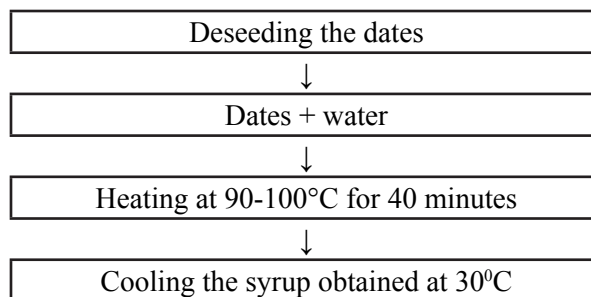 Deseeding the dates
↓
Dates + water
↓
Heating at 90-100°C for 40 minutes
↓
Cooling the syrup obtained at 30⁰C